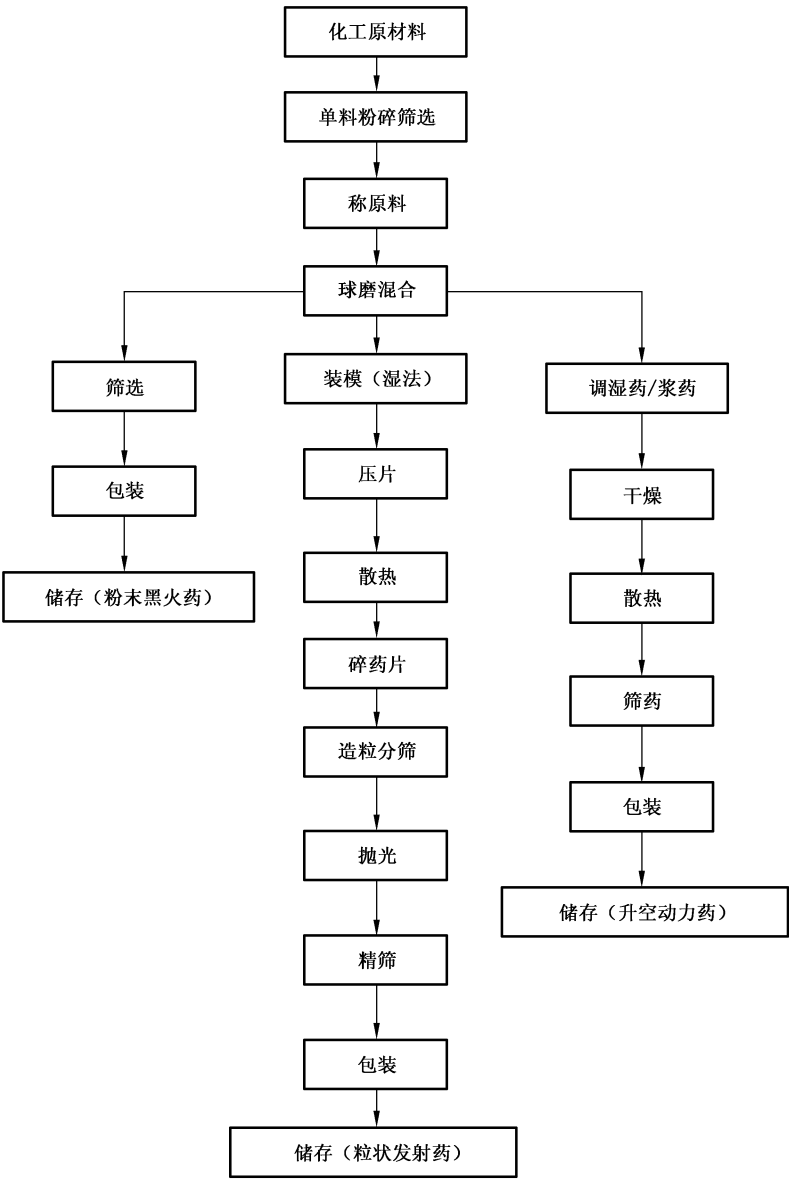 化工原材料
单料粉碎筛选
称原料
球磨混合
筛选
包装
储存（粉末黑火药）
装模（湿法）
压片
散热
碎药片
造粒分筛
抛光
精筛
包装
储存（粒状发射药）
调湿药/浆药
干燥
散热
筛药
包装
储存（升空动力药）